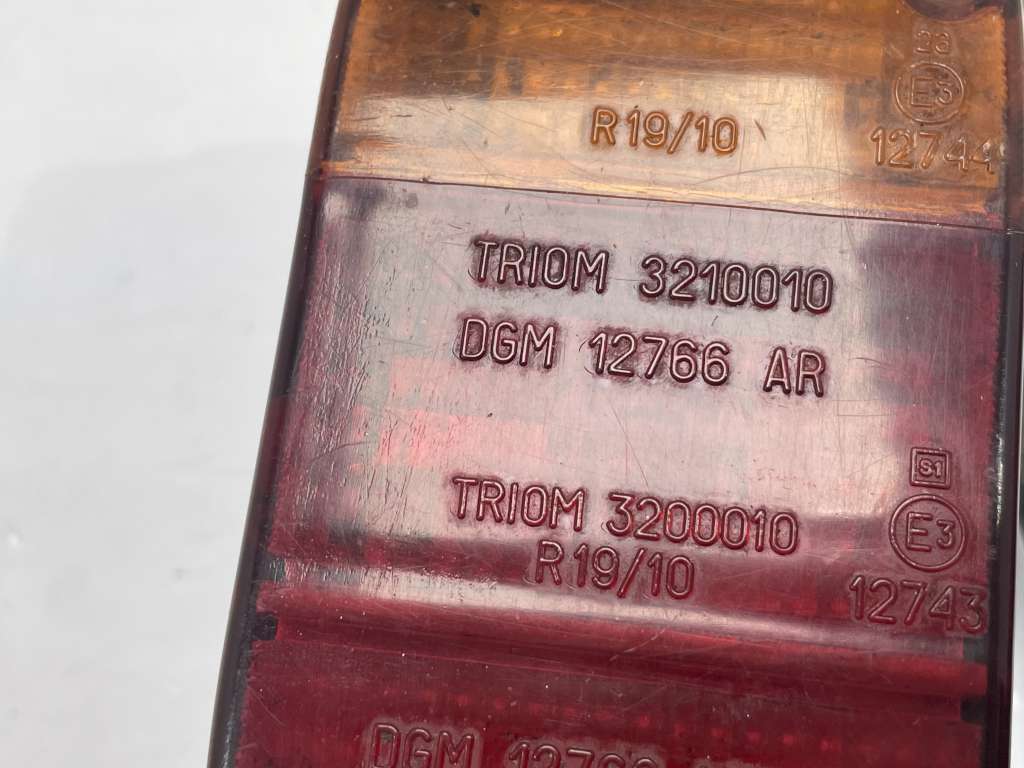 23
E3
R19/10
12744
TRIOM 3210010
DGM 12766 AR
S1
TRIOM 3200010
E3
R19/10
12743
DGM